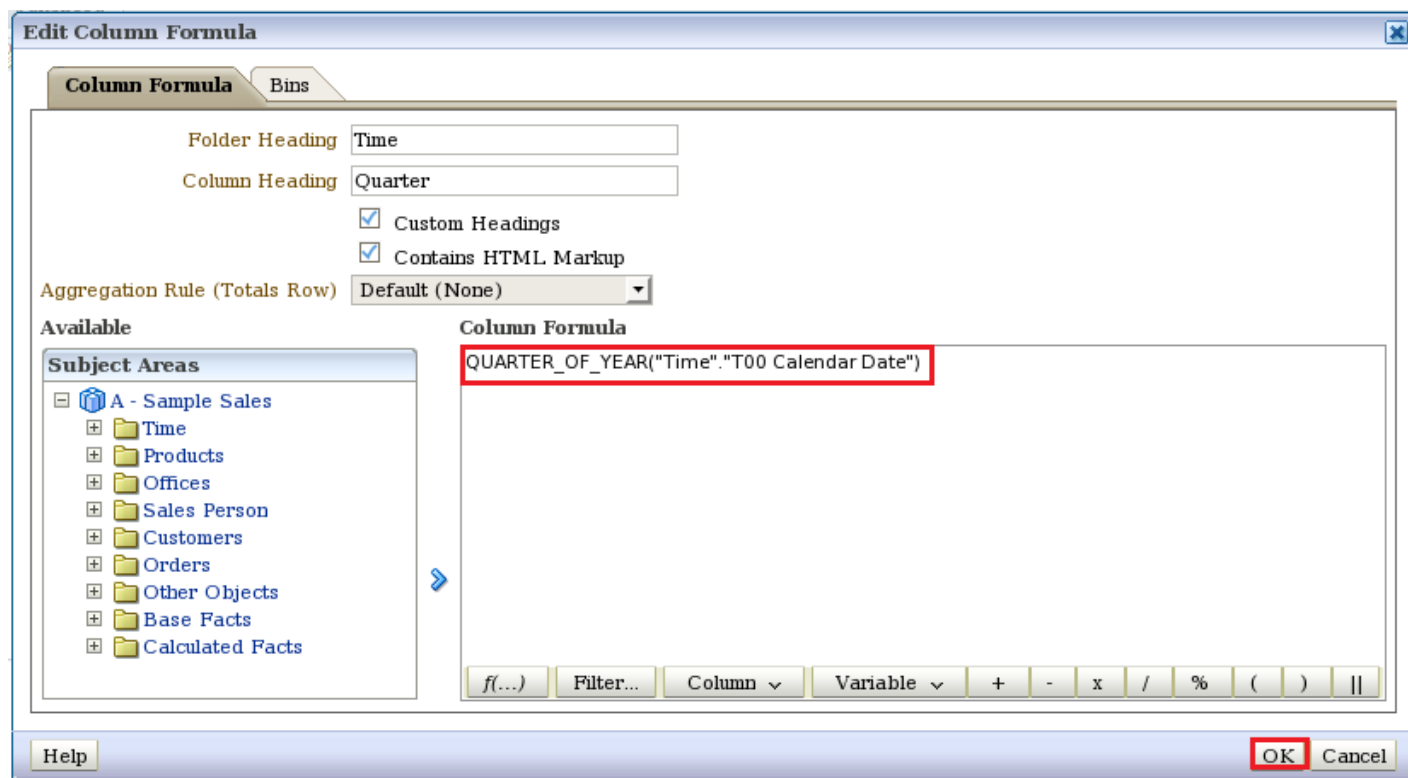 Edit Column Formula
Column Formula Bins
Folder Heading Time
Column Heading Quarter
Custom Headings
Contains HTML Markup
Aggregation Rule (Totals Row) Default (None)
Available Column Formula
Subject Areas
QUARTER_OF_YEAR("Time"."T00 Calendar Date")
A - Sample Sales
Time
Products
Offices
Sales Person
Customers
Orders
Other Objects
Base Facts
Calculated Facts
f(...) Filter... Column Variable + - x / % ( ) ||
Help OK Cancel